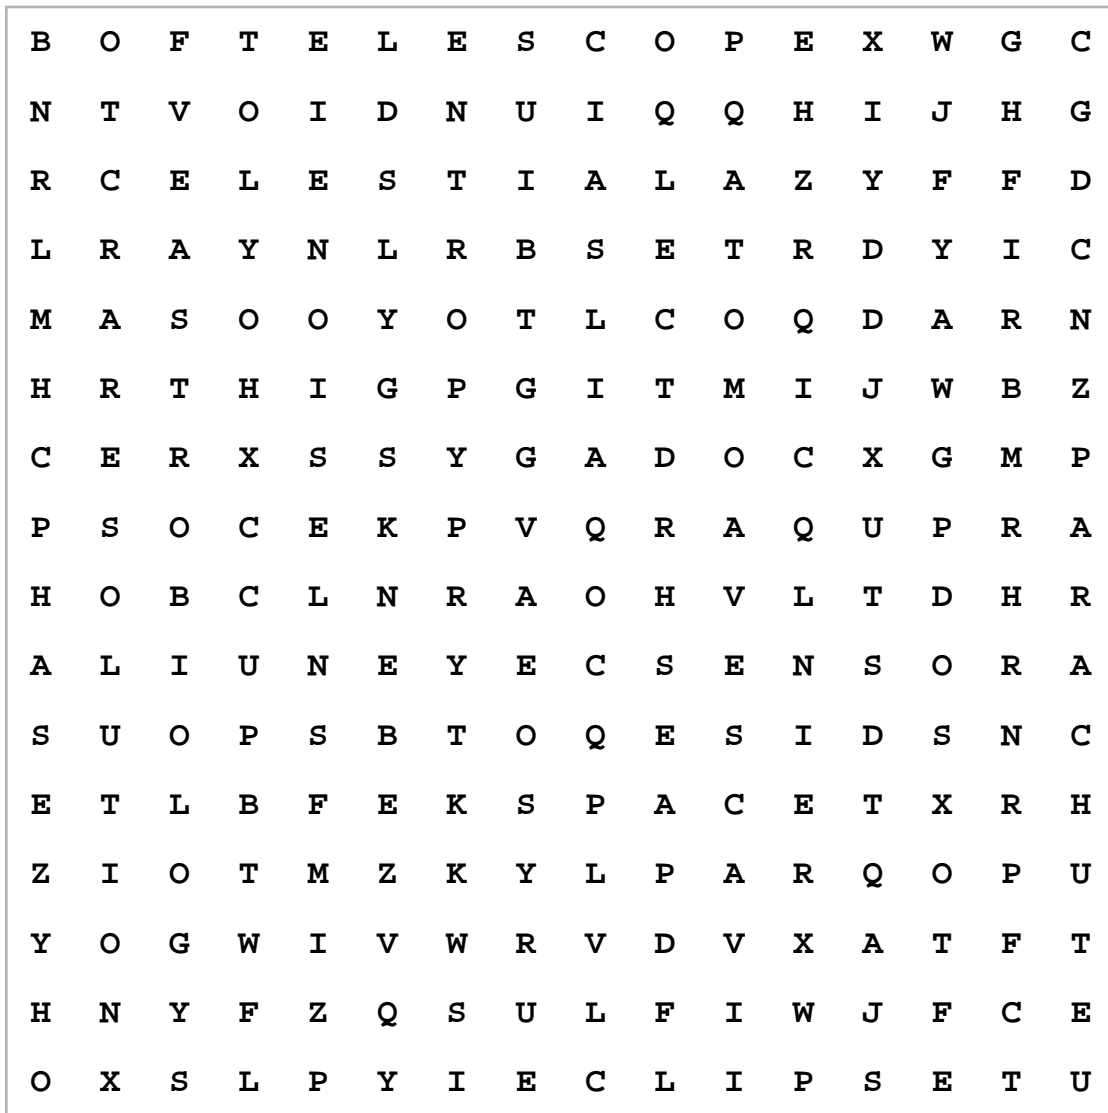 B O F T E L E S C O P E X W G C
N T V O I D N U I Q Q H I J H G
R C E L E S T I A L A Z Y F F D
L R A Y N L R B S E T R D Y I C
M A S O O Y O T L C O Q D A R N
H R T H I G P G I T M I J W B Z
C E R X S S Y G A D O C X G M P
P S O C E K P V Q R A Q U P R A
H O B C L N R A O H V L T D H R
A L I U N E Y E C S E N S O R A
S U O P S B T O Q E S I D S N C
E T L B F E K S P A C E T X R H
Z I O T M Z K Y L P A R Q O P U
Y O G W I V W R V D V X A T F T
H N Y F Z Q S U L F I W J F C E
O X S L P Y I E C L I P S E T U